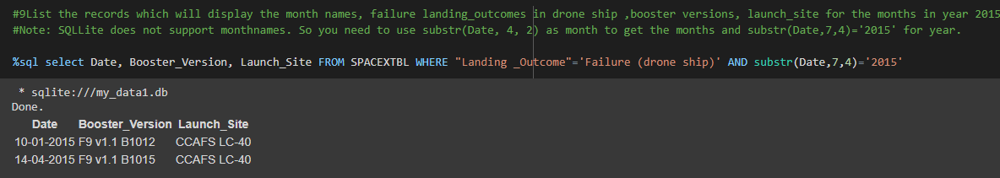 #9List the records which will display the month names, failure landing_outcomes in drone ship ,booster versions, launch_site for the months in year 2015
#Note: SQLLite does not support monthnames. So you need to use substr(Date, 4, 2) as month to get the months and substr(Date,7,4)='2015' for year.
%sql select Date, Booster_Version, Launch_Site FROM SPACEXTBL WHERE "Landing _Outcome"='Failure (drone ship)' AND substr(Date,7,4)='2015'
* sqlite:///my_data1.db
Done.
Date Booster_Version Launch_Site
10-01-2015 F9 v1.1 B1012 CCAFS LC-40
14-04-2015 F9 v1.1 B1015 CCAFS LC-40